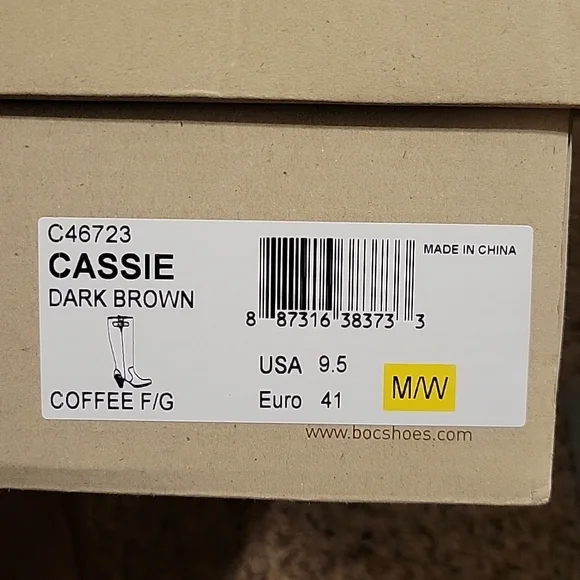 C46723
CASSIE
DARK BROWN
COFFEE F/G
MADE IN CHINA
8 87316 38373 3
USA 9.5
Euro 41
M/W
www.bocshoes.com